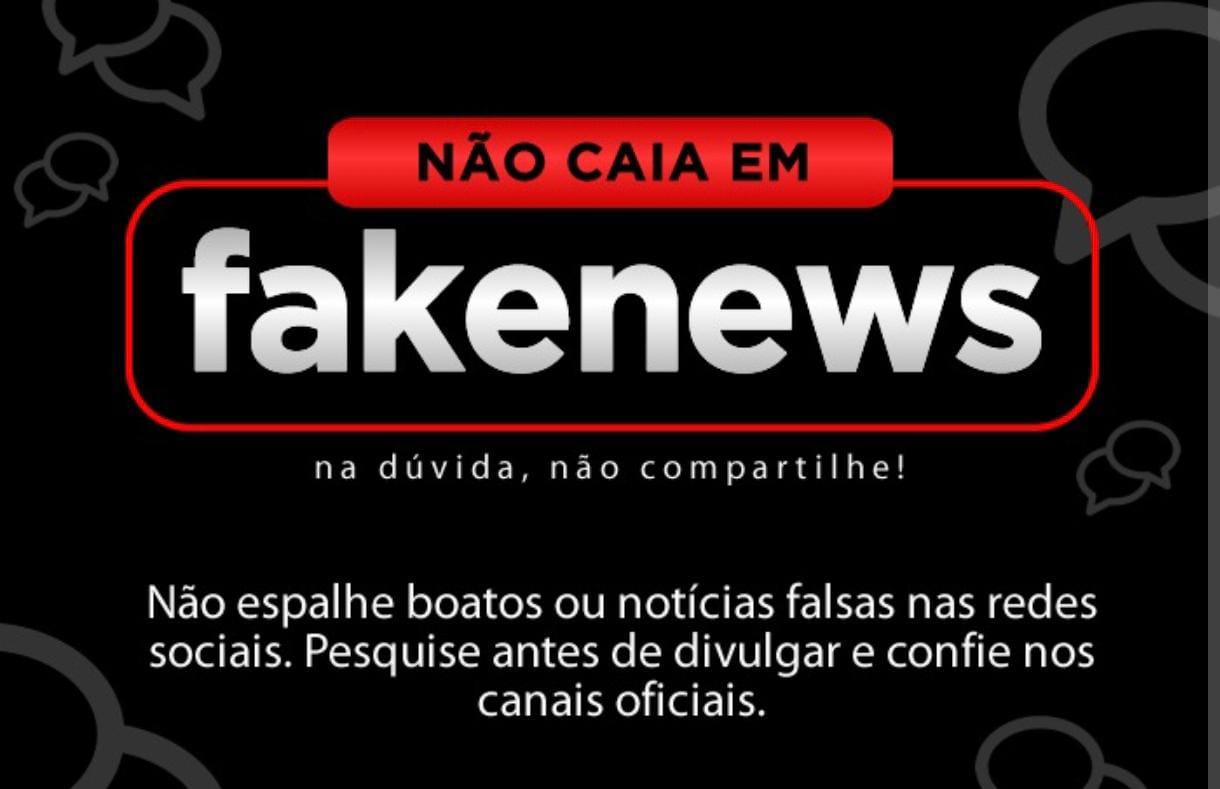 NÃO CAIA EM
fakenews
na dúvida, não compartilhe!
Não espalhe boatos ou notícias falsas nas redes
sociais. Pesquise antes de divulgar e confie nos
canais oficiais.